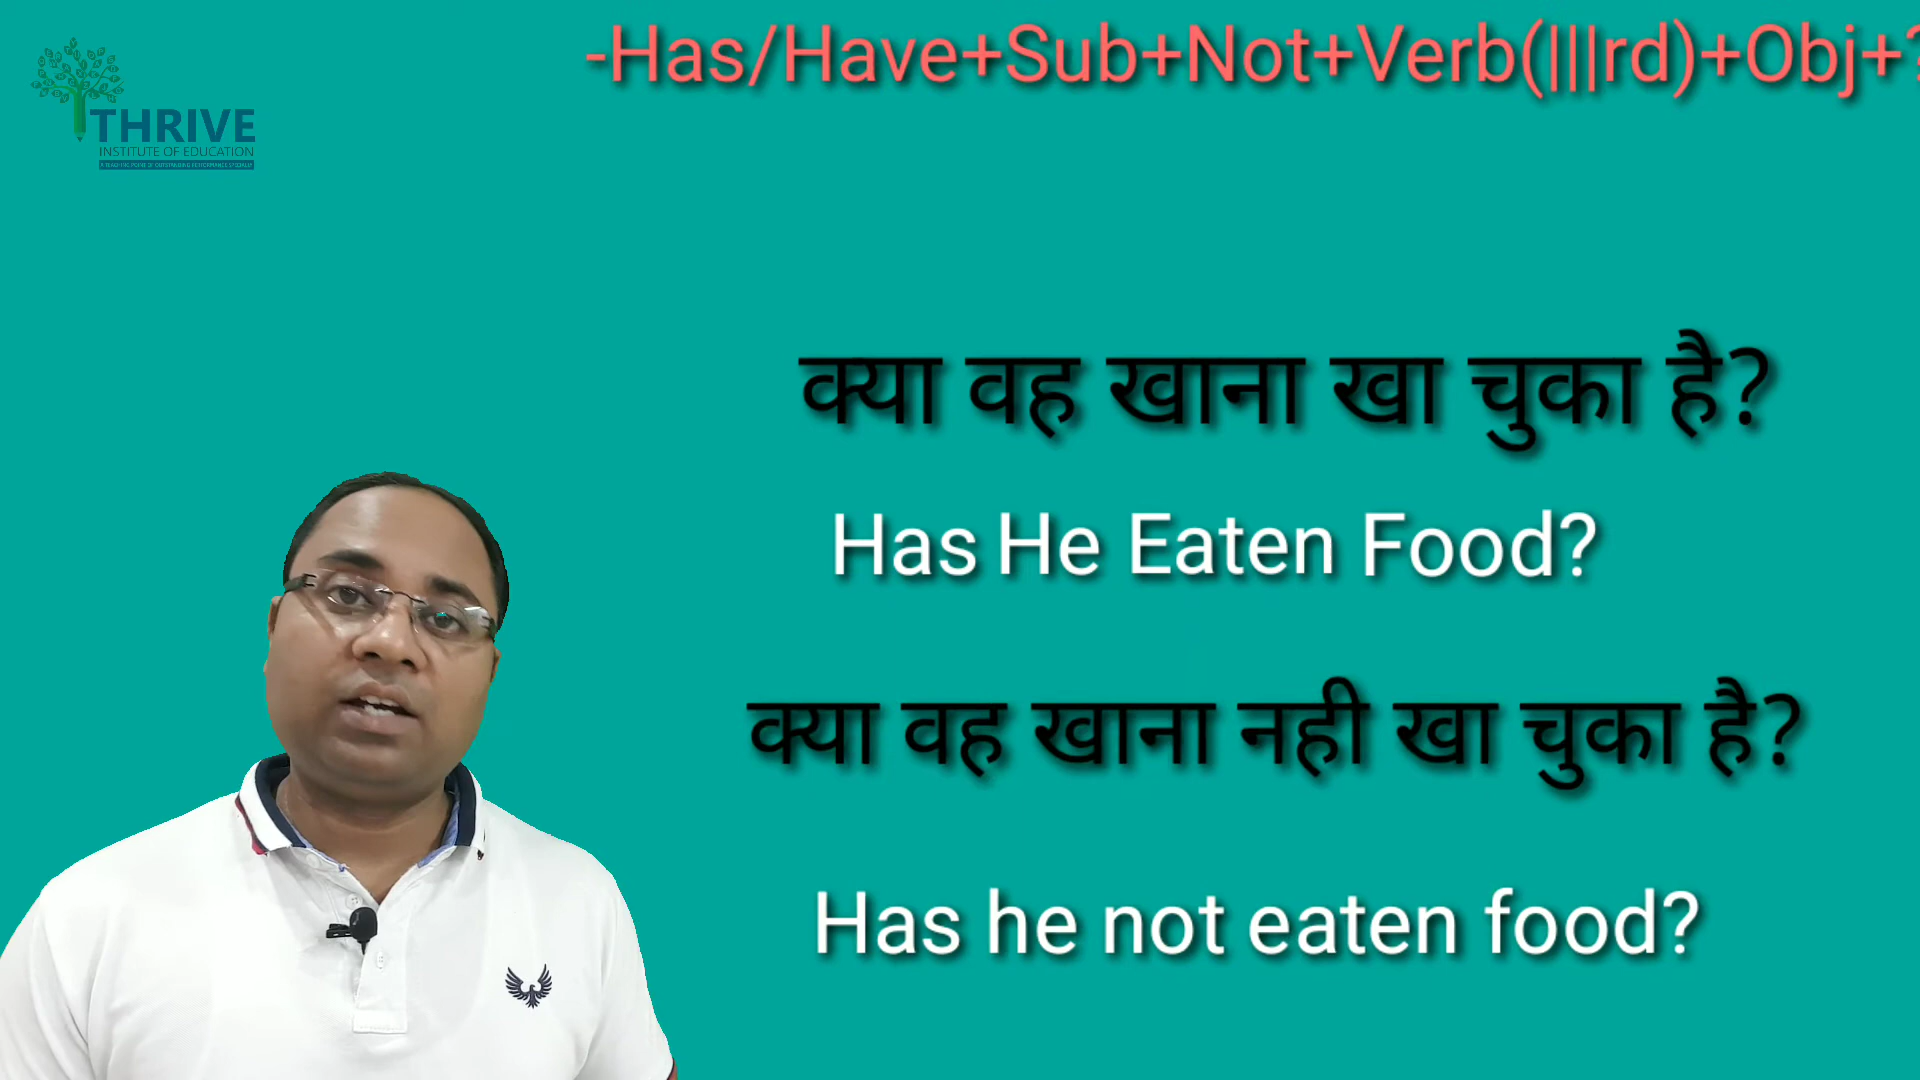 -Has/Have+Sub+Not+Verb(|||rd)+Obj+?
THRIVE
INSTITUTE OF EDUCATION
क्या वह खाना खा चुका है?
Has He Eaten Food?
क्या वह खाना नही खा चुका है?
Has he not eaten food?